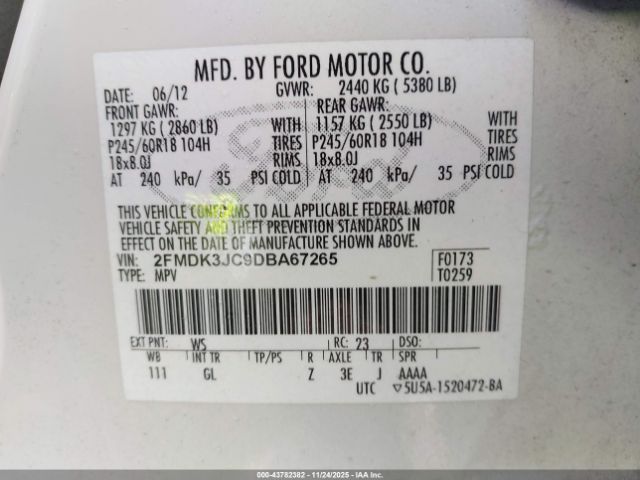 MFD. BY FORD MOTOR CO.
DATE: 06/12 GVWR: 2440 KG ( 5380 LB)
FRONT GAWR: REAR GAWR:
1297 KG ( 2860 LB) WITH 1157 KG ( 2550 LB) WITH
P245/60R18 104H TIRES P245/60R18 104H TIRES
18x8.0J RIMS 18x8.0J RIMS
AT 240 kPa/ 35 PSI COLD AT 240 kPa/ 35 PSI COLD
THIS VEHICLE CONFORMS TO ALL APPLICABLE FEDERAL MOTOR
VEHICLE SAFETY AND THEFT PREVENTION STANDARDS IN
EFFECT ON THE DATE OF MANUFACTURE SHOWN ABOVE.
VIN: 2FMDK3JC9DBA67265 F0173
TYPE: MPV T0259
EXT PNT: WS RC: 23 DSO:
WB INT TR TP/PS R AXLE TR SPR
111 GL Z 3E J AAAA
UTC ▽5U5A-1520472-BA
000-43782382 - 11/24/2025 - IAAI.COM